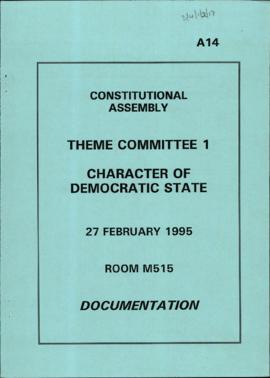 A14
CONSTITUTIONAL
ASSEMBLY
THEME COMMITTEE 1
CHARACTER OF
DEMOCRATIC STATE
27 FEBRUARY 1995
ROOM M515
DOCUMENTATION